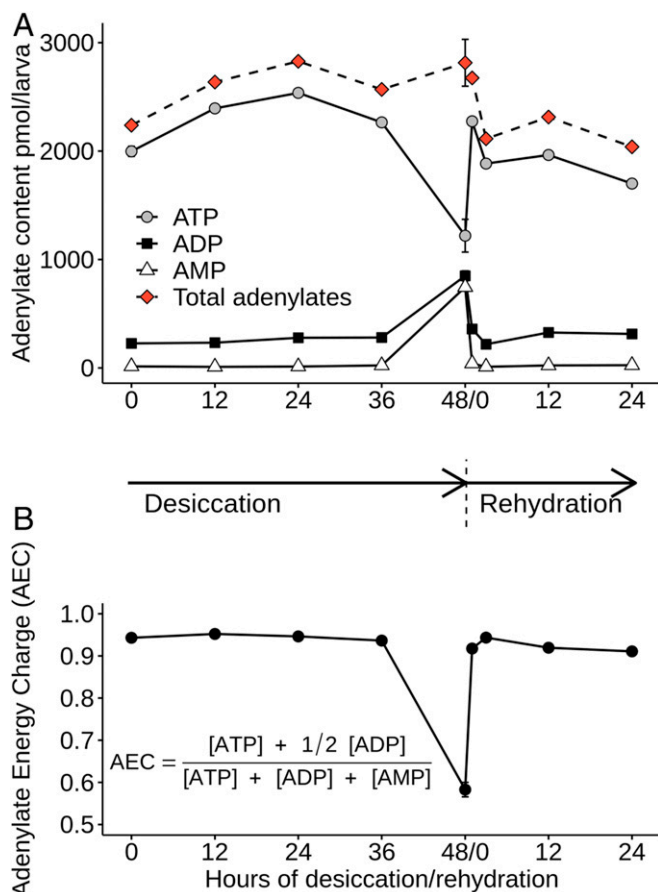 A
Adenylate content pmol/larva
3000
2000
1000
0
ATP
ADP
AMP
Total adenylates
0 12 24 36 48/0 12 24
Desiccation Rehydration
B
Adenylate Energy Charge (AEC)
1.0
0.9
0.8
0.7
0.6
0.5
AEC = [ATP] + 1/2 [ADP]
[ATP] + [ADP] + [AMP]
0 12 24 36 48/0 12 24
Hours of desiccation/rehydration